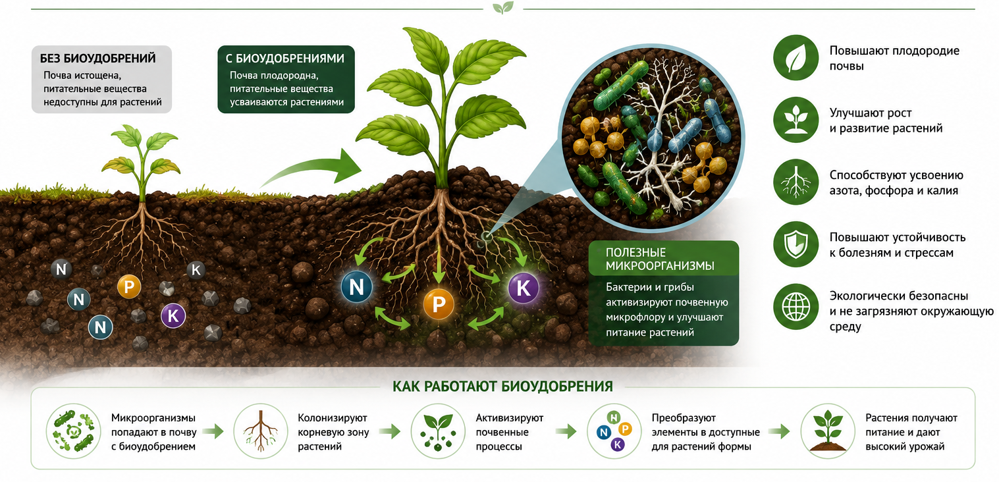 БЕЗ БИОУДОБРЕНИЙ
Почва истощена,
питательные вещества
недоступны для растений
С БИОУДОБРЕНИЯМИ
Почва плодородна,
питательные вещества
усваиваются растениями
N
K
P
N
K
N
N
P
K
ПОЛЕЗНЫЕ
МИКРООРГАНИЗМЫ
Бактерии и грибы
активизируют почвенную
микрофлору и улучшают
питание растений
Повышают плодородие
почвы
Улучшают рост
и развитие растений
Способствуют усвоению
азота, фосфора и калия
Повышают устойчивость
к болезням и стрессам
Экологически безопасны
и не загрязняют окружающую
среду
КАК РАБОТАЮТ БИОУДОБРЕНИЯ
Микроорганизмы
попадают в почву
с биоудобрением
Колонизируют
корневую зону
растений
Активизируют
почвенные
процессы
N
N
P
K
Преобразуют
элементы в доступные
для растений формы
Растения получают
питание и дают
высокий урожай